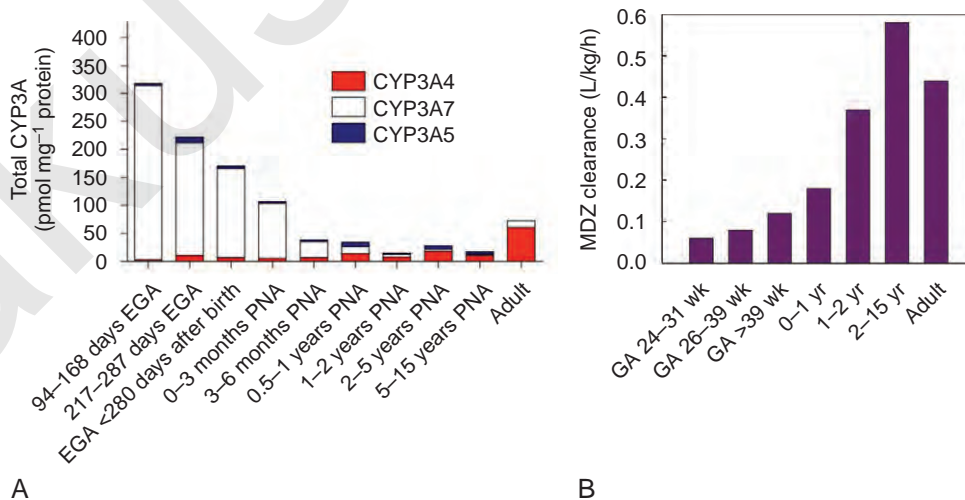 400
350
300
250
200
150
100
50
0
Total CYP3A
(pmol mg⁻¹ protein)
CYP3A4
CYP3A7
CYP3A5
94–168 days EGA
217–287 days EGA
EGA <280 days after birth
0–3 months PNA
3–6 months PNA
0.5–1 years PNA
1–2 years PNA
2–5 years PNA
5–15 years PNA
Adult
A
0.6
0.5
0.4
0.3
0.2
0.1
0.0
MDZ clearance (L/kg/h)
GA 24–31 wk
GA 26–39 wk
GA >39 wk
0–1 yr
1–2 yr
2–15 yr
Adult
B